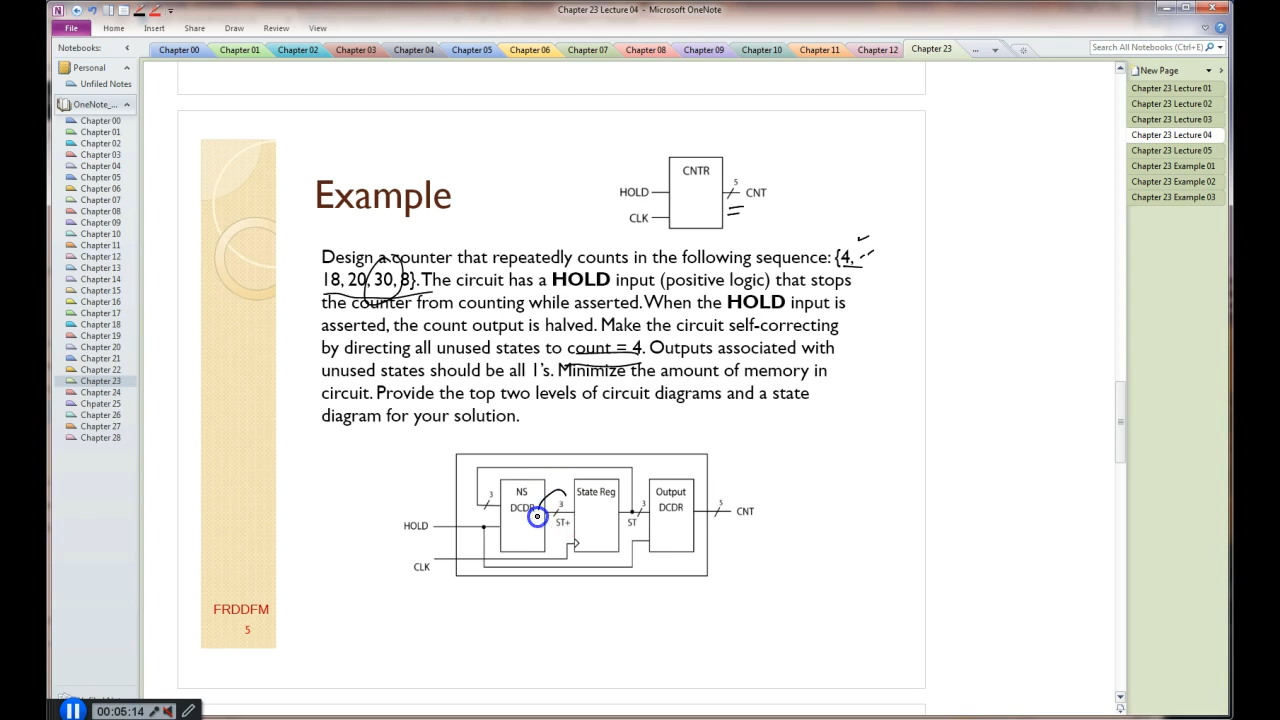 Chapter 23 Lecture 04 - Microsoft OneNote
File Home Insert Draw Review View
Notebooks: Chapter 00 Chapter 01 Chapter 02 Chapter 03 Chapter 04 Chapter 05 Chapter 06 Chapter 07 Chapter 08 Chapter 09 Chapter 10 Chapter 11 Chapter 12 Chapter 23 ... Search All Notebooks (Ctrl+E)
Personal
Unfiled Notes
OneNote_...
Chapter 00
Chapter 01
Chapter 02
Chapter 03
Chapter 04
Chapter 05
Chapter 06
Chapter 07
Chapter 08
Chapter 09
Chapter 10
Chapter 11
Chapter 12
Chapter 13
Chapter 14
Chapter 15
Chapter 16
Chapter 17
Chapter 18
Chapter 19
Chapter 20
Chapter 21
Chapter 22
Chapter 23
Chapter 24
Chpater 25
Chapter 26
Chapter 27
Chapter 28
00:05:14
Example
CNTR
HOLD
CLK
5
CNT
Design a counter that repeatedly counts in the following sequence: {4,
18, 20, 30, 8}. The circuit has a HOLD input (positive logic) that stops
the counter from counting while asserted. When the HOLD input is
asserted, the count output is halved. Make the circuit self-correcting
by directing all unused states to count = 4. Outputs associated with
unused states should be all 1's. Minimize the amount of memory in
circuit. Provide the top two levels of circuit diagrams and a state
diagram for your solution.
HOLD
CLK
3
NS
DCDR
3
ST+
State Reg
3
ST
Output
DCDR
5
CNT
FRDDFM
5
New Page
Chapter 23 Lecture 01
Chapter 23 Lecture 02
Chapter 23 Lecture 03
Chapter 23 Lecture 04
Chapter 23 Lecture 05
Chapter 23 Example 01
Chapter 23 Example 02
Chapter 23 Example 03